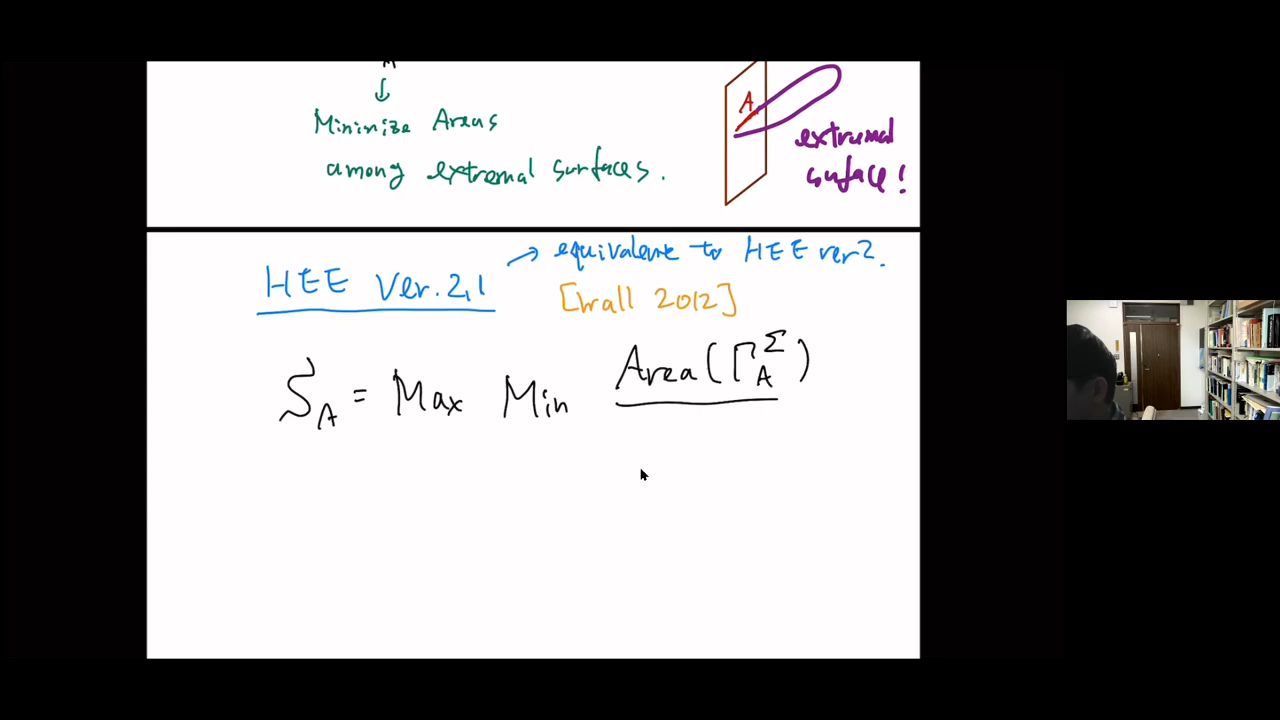 A
↓
Minimize Areas
among extremal surfaces.
A
extremal
surface!
HEE Ver.2.1
→ equivalent to HEE ver2.
[Wall 2012]
S_A = Max Min Area(Γ_A^Σ)